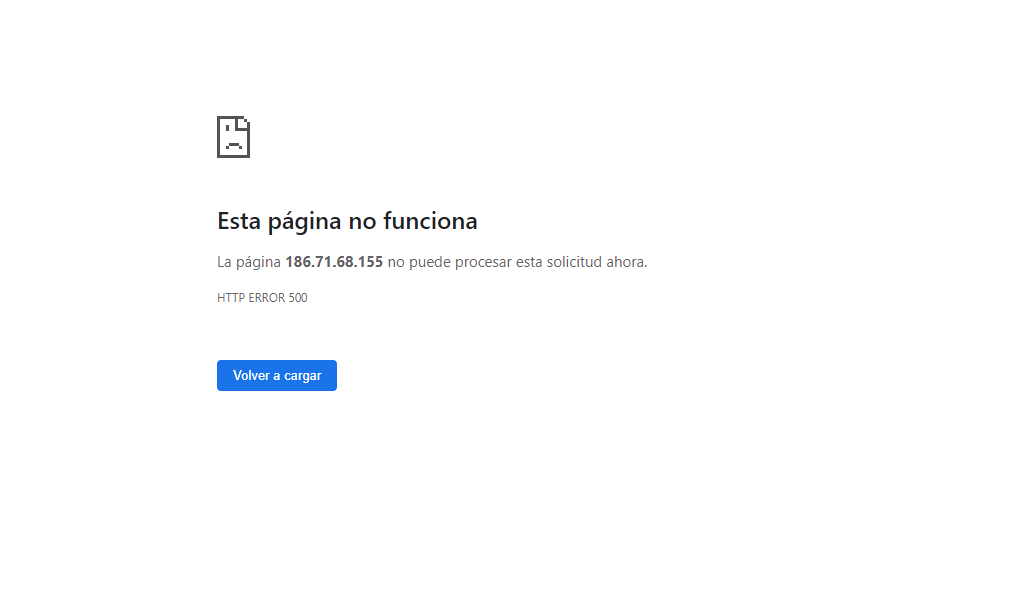 Esta página no funciona
La página 186.71.68.155 no puede procesar esta solicitud ahora.
HTTP ERROR 500
Volver a cargar